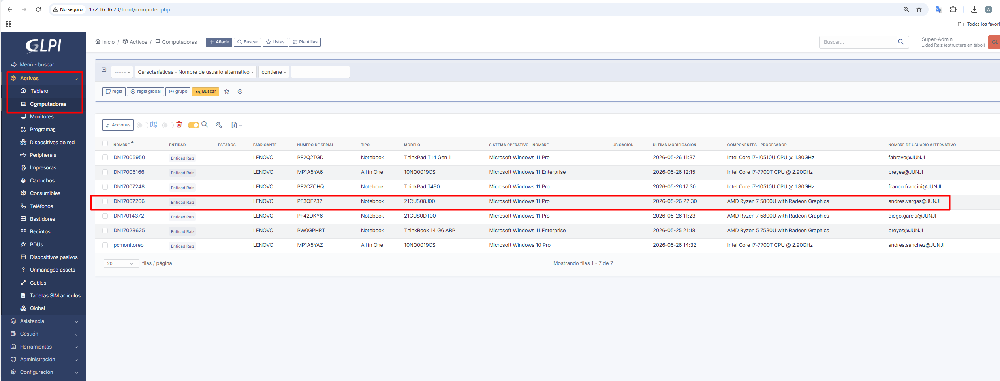 No seguro
172.16.36.23/front/computer.php
A
Todos los favori
GLPI
Inicio / Activos / Computadoras
Añadir
Buscar
Listas
Plantillas
Buscar...
Super-Admin
...dad Raíz (estructura en árbol)
GL
Menú - buscar
Activos
Tablero
Computadoras
Monitores
Programas
Dispositivos de red
Peripherals
Impresoras
Cartuchos
Consumibles
Teléfonos
Bastidores
Recintos
PDUs
Dispositivos pasivos
Unmanaged assets
Cables
Tarjetas SIM artículos
Global
Asistencia
Gestión
Herramientas
Administración
Configuración
----- Características - Nombre de usuario alternativo contiene
regla regla global grupo Buscar
Acciones
NOMBRE ENTIDAD ESTADOS FABRICANTE NÚMERO DE SERIAL TIPO MODELO SISTEMA OPERATIVO - NOMBRE UBICACIÓN ÚLTIMA MODIFICACIÓN COMPONENTES - PROCESADOR NOMBRE DE USUARIO ALTERNATIVO
DN17005950 Entidad Raíz LENOVO PF2Q2TGD Notebook ThinkPad T14 Gen 1 Microsoft Windows 11 Pro 2026-05-26 11:37 Intel Core i7-10510U CPU @ 1.80GHz fabravo@JUNJI
DN17006166 Entidad Raíz LENOVO MP1A5YA6 All in One 10NQ0019CS Microsoft Windows 11 Enterprise 2026-05-26 12:15 Intel Core i7-7700T CPU @ 2.90GHz preyes@JUNJI
DN17007248 Entidad Raíz LENOVO PF2CZCHQ Notebook ThinkPad T490 Microsoft Windows 11 Pro 2026-05-26 17:30 Intel Core i7-10510U CPU @ 1.80GHz franco.francini@JUNJI
DN17007266 Entidad Raíz LENOVO PF3QF232 Notebook 21CUS08J00 Microsoft Windows 11 Pro 2026-05-26 22:30 AMD Ryzen 7 5800U with Radeon Graphics andres.vargas@JUNJI
DN17014372 Entidad Raíz LENOVO PF42DKY6 Notebook 21CUS0DT00 Microsoft Windows 11 Pro 2026-05-26 11:23 AMD Ryzen 7 5800U with Radeon Graphics diego.garcia@JUNJI
DN17023625 Entidad Raíz LENOVO PW0GPHRT Notebook ThinkBook 14 G6 ABP Microsoft Windows 11 Enterprise 2026-05-25 21:18 AMD Ryzen 5 7530U with Radeon Graphics preyes@JUNJI
pcmonitoreo Entidad Raíz LENOVO MP1A5YAZ All in One 10NQ0019CS Microsoft Windows 10 Pro 2026-05-26 14:32 Intel Core i7-7700T CPU @ 2.90GHz andres.sanchez@JUNJI
20 filas / página
Mostrando filas 1 - 7 de 7